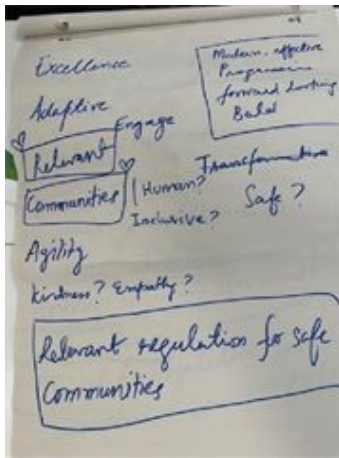 Excellence
Modern, effective
Progressive
forward looking
Bold
Adaptive
Engage
Relevant
Transformative
Communities
Human?
Safe?
Inclusive?
Agility
Kindness? Empathy?
Relevant regulation for safe
Communities